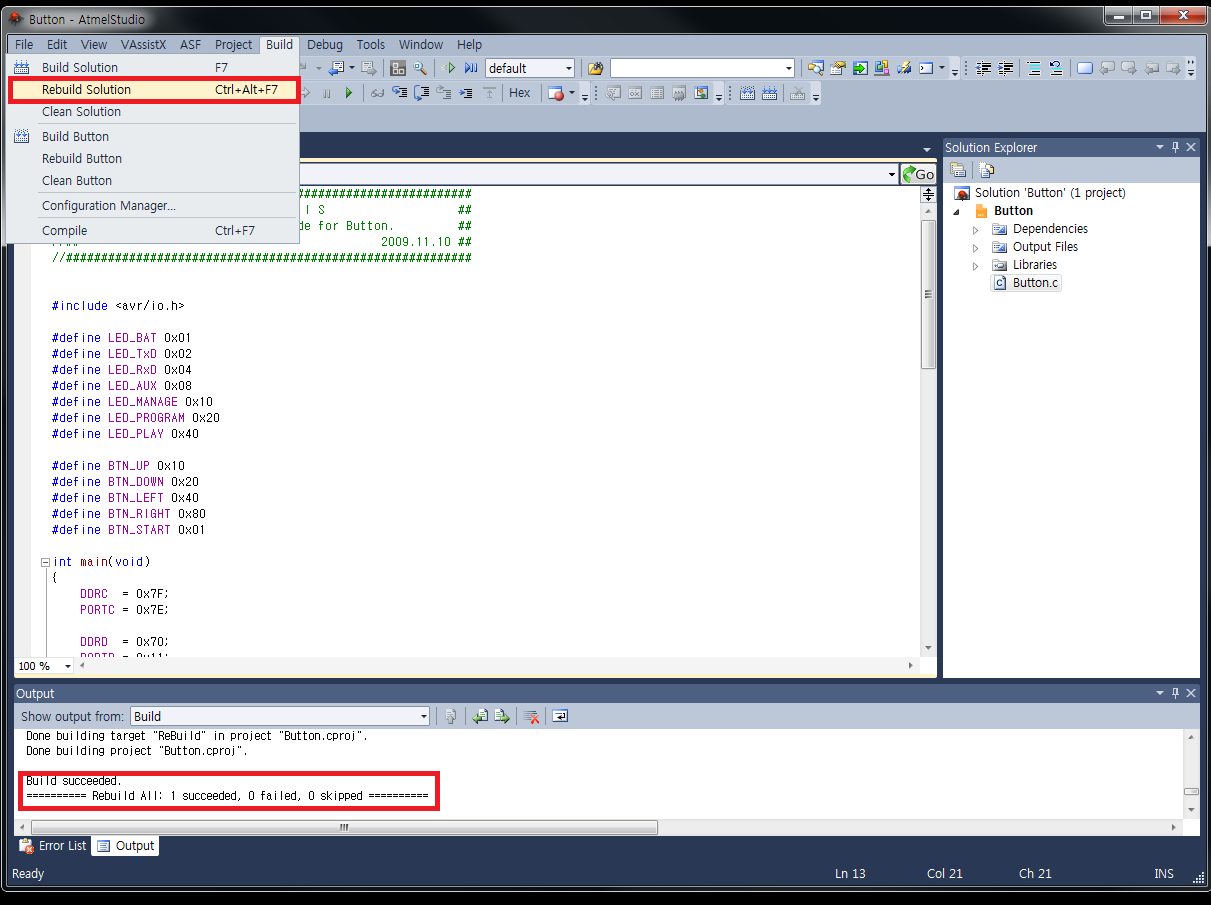 Button - AtmelStudio
File Edit View VAssistX ASF Project Build Debug Tools Window Help
Build Solution F7
default
Rebuild Solution Ctrl+Alt+F7
Hex
Clean Solution
Build Button
Rebuild Button
Clean Button
Configuration Manager...
Compile Ctrl+F7
Go
########################
I S ##
de for Button. ##
2009.11.10 ##
//##########################################################
#include <avr/io.h>
#define LED_BAT 0x01
#define LED_TxD 0x02
#define LED_RxD 0x04
#define LED_AUX 0x08
#define LED_MANAGE 0x10
#define LED_PROGRAM 0x20
#define LED_PLAY 0x40
#define BTN_UP 0x10
#define BTN_DOWN 0x20
#define BTN_LEFT 0x40
#define BTN_RIGHT 0x80
#define BTN_START 0x01
int main(void)
{
DDRC = 0x7F;
PORTC = 0x7E;
DDRD = 0x70;
PORTD = 0x11;
100 %
Solution Explorer
Solution 'Button' (1 project)
Button
Dependencies
Output Files
Libraries
Button.c
Output
Show output from: Build
Done building target "ReBuild" in project "Button.cproj".
Done building project "Button.cproj".
Build succeeded.
========== Rebuild All: 1 succeeded, 0 failed, 0 skipped ==========
Error List Output
Ready Ln 13 Col 21 Ch 21 INS